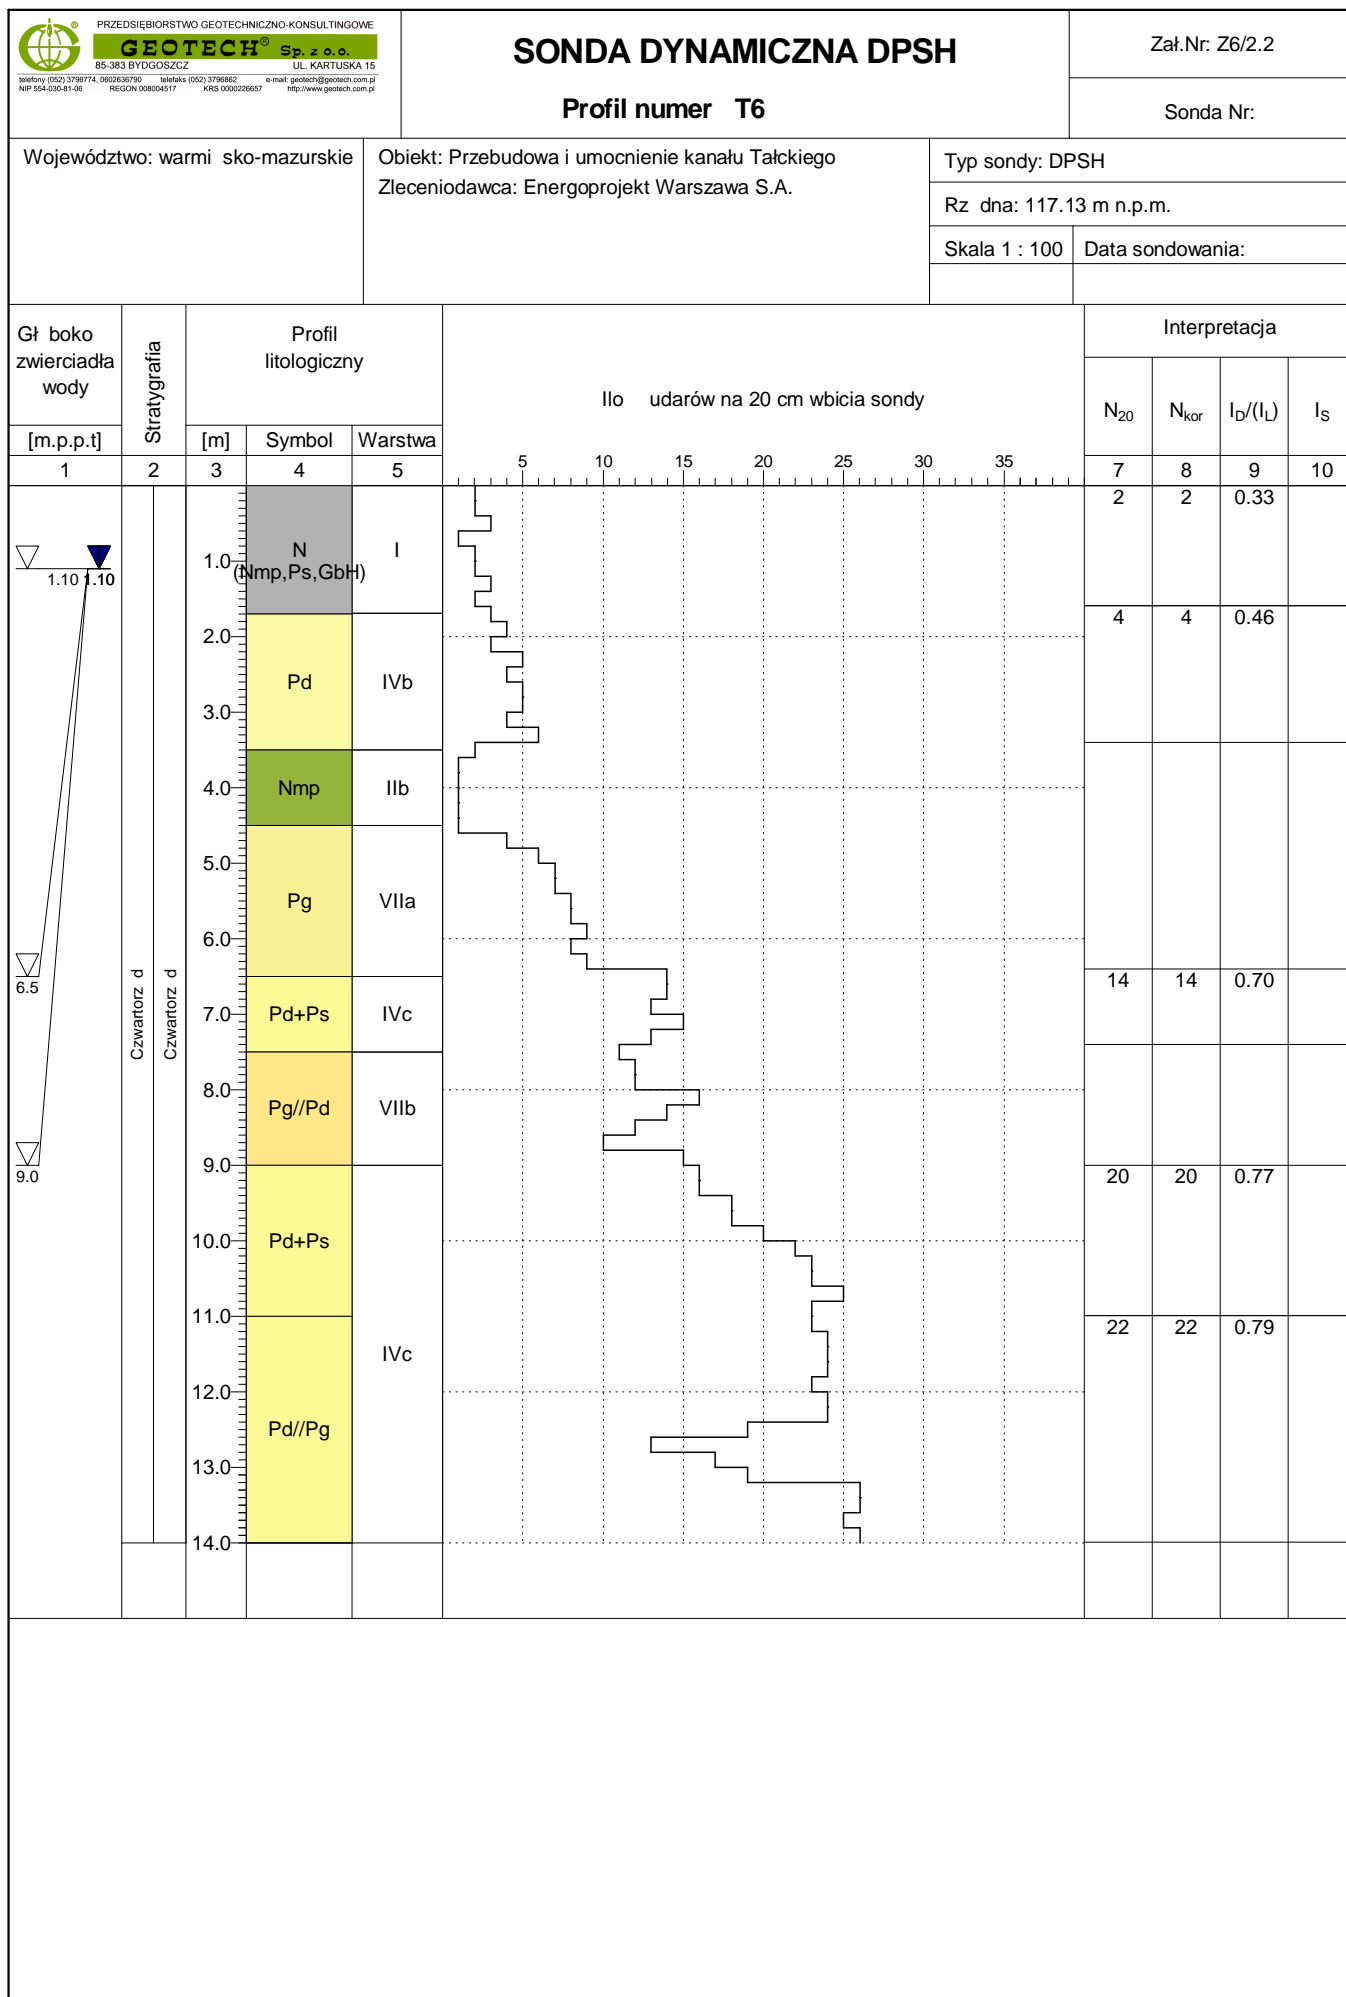 PRZEDSIĘBIORSTWO GEOTECHNICZNO-KONSULTINGOWE
GEOTECH® Sp. z o.o.
85-383 BYDGOSZCZ UL. KARTUSKA 15
telefony (052) 3796774, 0602636790 telefaks (052) 3796862 e-mail: geotech@geotech.com.pl
NIP 554-030-81-06 REGON 008004517 KRS 0000226657 http://www.geotech.com.pl
SONDA DYNAMICZNA DPSH
Profil numer T6
Zał.Nr: Z6/2.2
Sonda Nr:
Województwo: warmi sko-mazurskie
Obiekt: Przebudowa i umocnienie kanału Tałckiego
Zleceniodawca: Energoprojekt Warszawa S.A.
Typ sondy: DPSH
Rz dna: 117.13 m n.p.m.
Skala 1 : 100
Data sondowania:
Gł boko
zwierciadła
wody
[m.p.p.t]
Stratygrafia
Profil
litologiczny
[m] Symbol Warstwa
Ilo udarów na 20 cm wbicia sondy
Interpretacja
N20 Nkor ID/(IL) IS
1 2 3 4 5
5 10 15 20 25 30 35
7 8 9 10
1.10 1.10
6.5
9.0
Czwartorz d
Czwartorz d
1.0
2.0
3.0
4.0
5.0
6.0
7.0
8.0
9.0
10.0
11.0
12.0
13.0
14.0
N
(Nmp,Ps,GbH)
I
Pd
IVb
Nmp
IIb
Pg
VIIa
Pd+Ps
IVc
Pg//Pd
VIIb
Pd+Ps
IVc
Pd//Pg
2 2 0.33
4 4 0.46
14 14 0.70
20 20 0.77
22 22 0.79